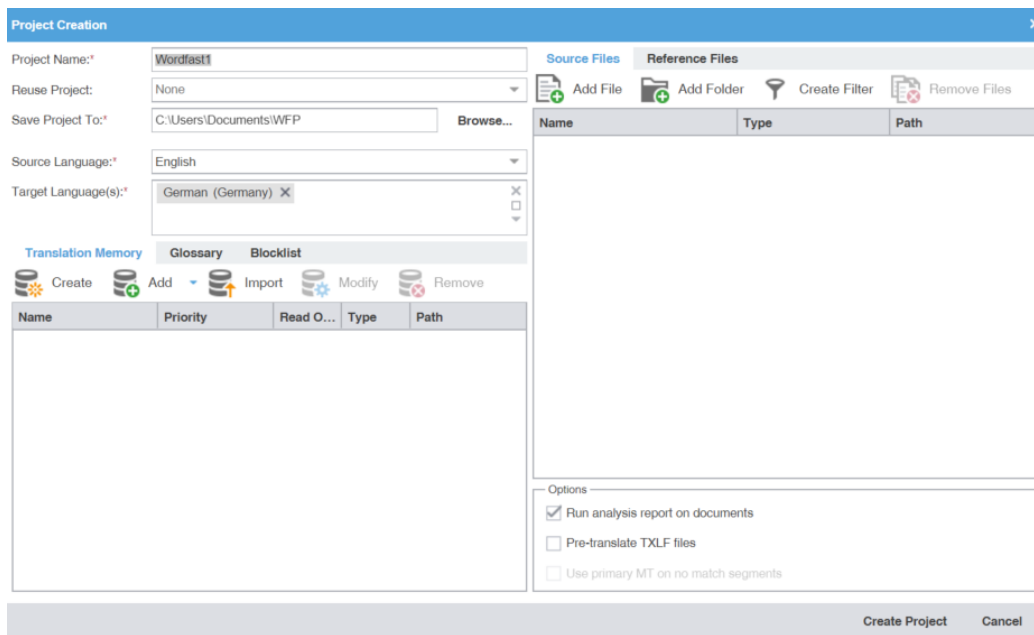 Project Creation
Project Name:* Wordfast1
Reuse Project: None
Save Project To:* C:\Users\Documents\WFP Browse...
Source Language:* English
Target Language(s):* German (Germany)
Translation Memory Glossary Blocklist
Create Add Import Modify Remove
Name Priority Read O... Type Path
Source Files Reference Files
Add File Add Folder Create Filter Remove Files
Name Type Path
Options
Run analysis report on documents
Pre-translate TXLF files
Use primary MT on no match segments
Create Project Cancel